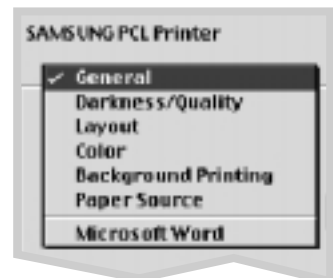 SAMSUNG PCL Printer
✓ General
Darkness/Quality
Layout
Color
Background Printing
Paper Source
Microsoft Word